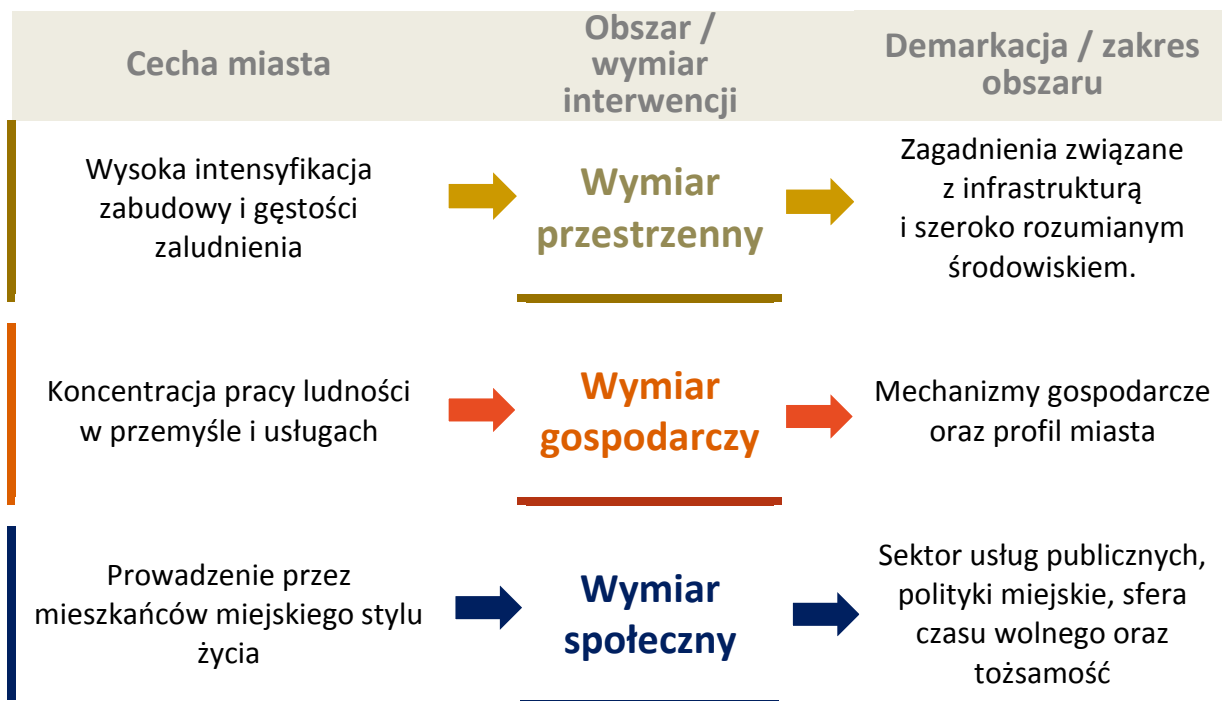 Cecha miasta
Obszar /
wymiar
interwencji
Demarkacja / zakres
obszaru
Wysoka intensyfikacja
zabudowy i gęstości
zaludnienia
Wymiar
przestrzenny
Zagadnienia związane
z infrastrukturą
i szeroko rozumianym
środowiskiem.
Koncentracja pracy ludności
w przemyśle i usługach
Wymiar
gospodarczy
Mechanizmy gospodarcze
oraz profil miasta
Prowadzenie przez
mieszkańców miejskiego stylu
życia
Wymiar
społeczny
Sektor usług publicznych,
polityki miejskie, sfera
czasu wolnego oraz
tożsamość